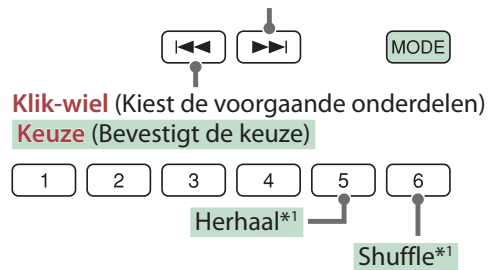 MODE
Klik-wiel (Kiest de voorgaande onderdelen)
Keuze (Bevestigt de keuze)
1 2 3 4 5 6
Herhaal*1
Shuffle*1